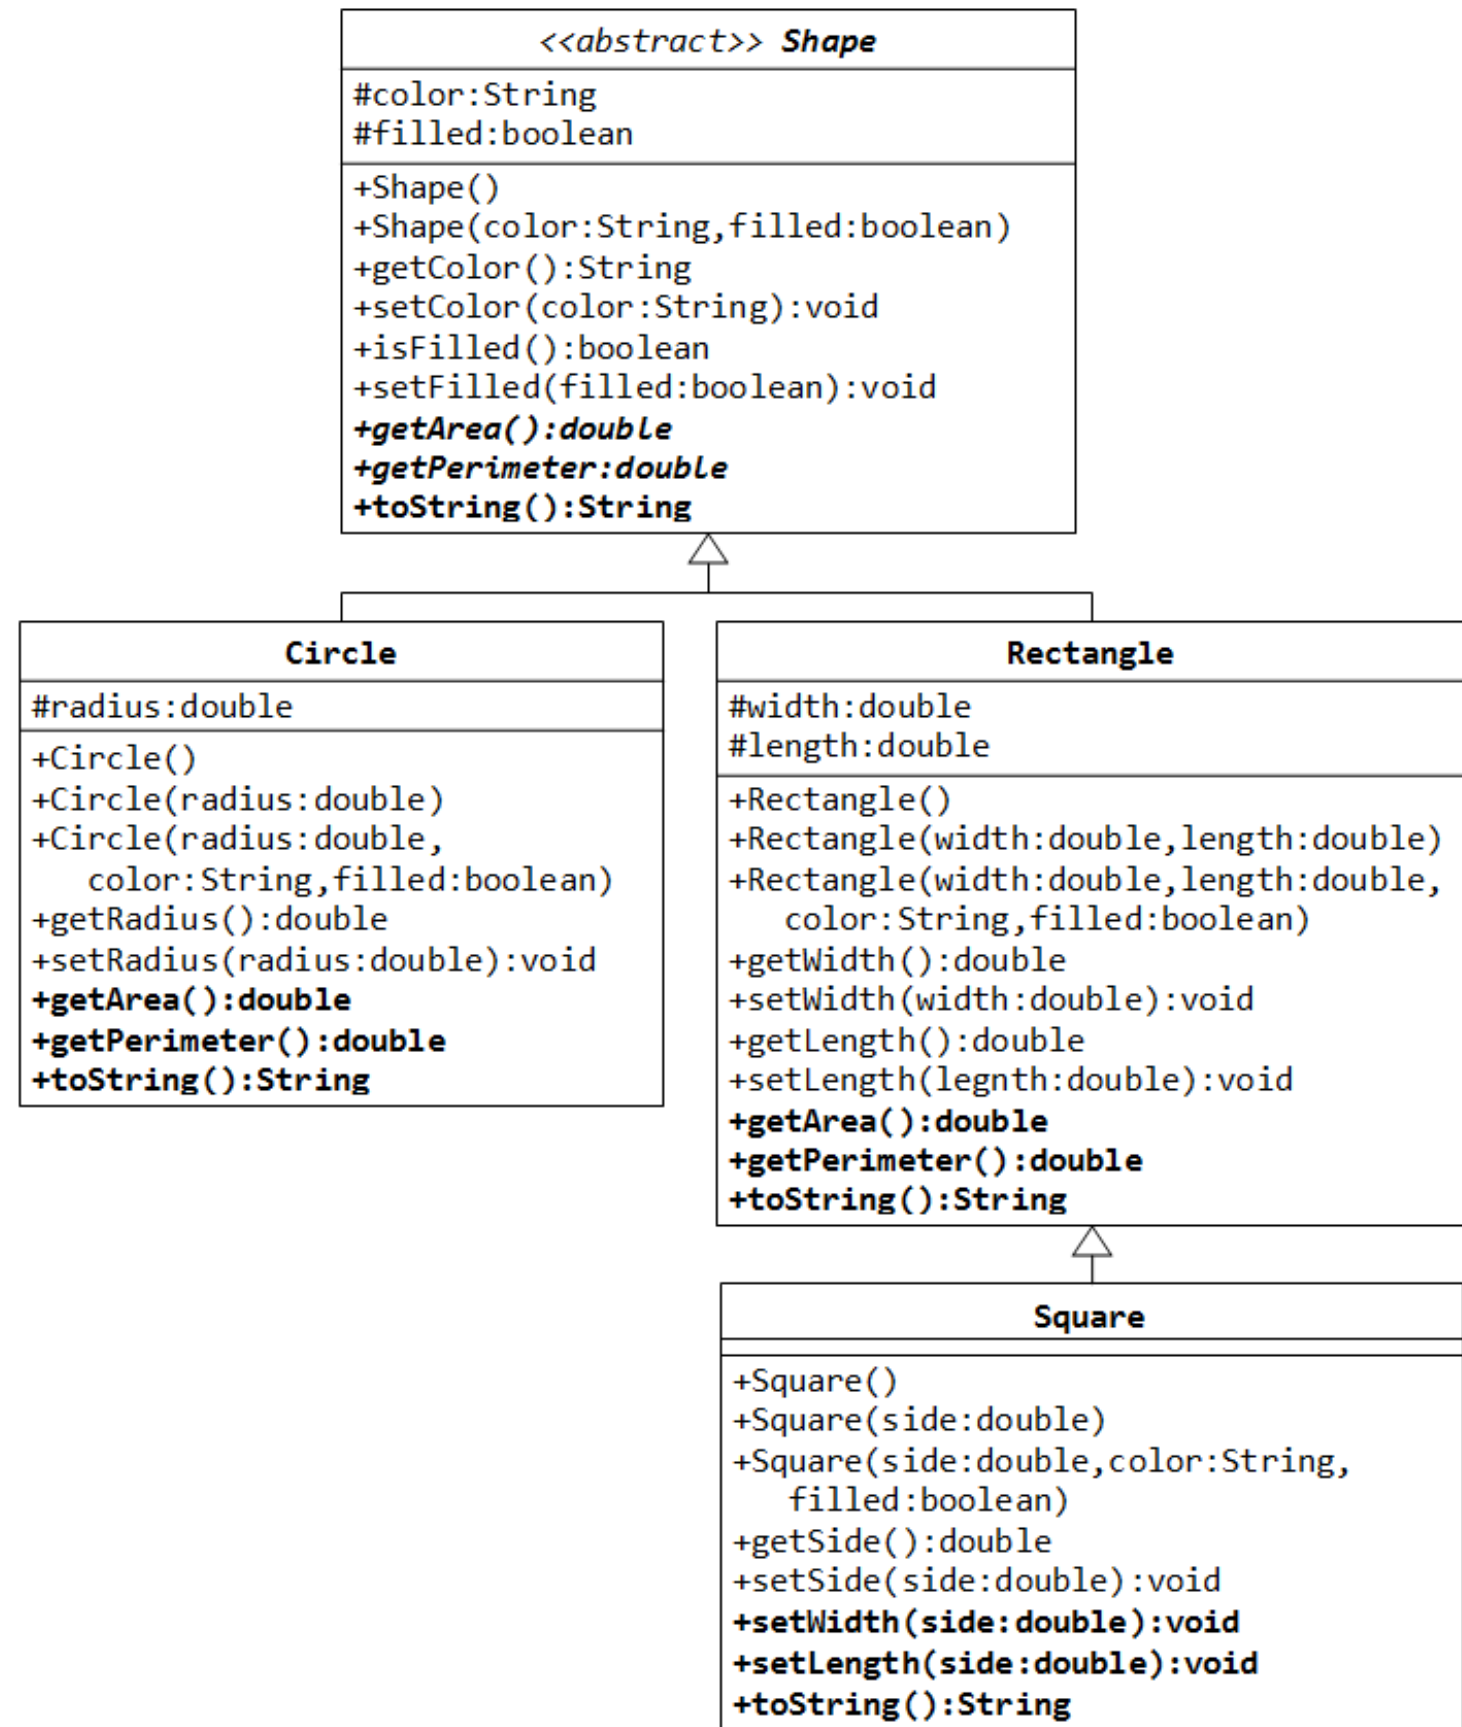 <<abstract>> Shape
#color:String
#filled:boolean
+Shape()
+Shape(color:String,filled:boolean)
+getColor():String
+setColor(color:String):void
+isFilled():boolean
+setFilled(filled:boolean):void
+getArea():double
+getPerimeter:double
+toString():String
Circle
#radius:double
+Circle()
+Circle(radius:double)
+Circle(radius:double,
color:String,filled:boolean)
+getRadius():double
+setRadius(radius:double):void
+getArea():double
+getPerimeter():double
+toString():String
Rectangle
#width:double
#length:double
+Rectangle()
+Rectangle(width:double,length:double)
+Rectangle(width:double,length:double,
color:String,filled:boolean)
+getWidth():double
+setWidth(width:double):void
+getLength():double
+setLength(legnth:double):void
+getArea():double
+getPerimeter():double
+toString():String
Square
+Square()
+Square(side:double)
+Square(side:double,color:String,
filled:boolean)
+getSide():double
+setSide(side:double):void
+setWidth(side:double):void
+setLength(side:double):void
+toString():String